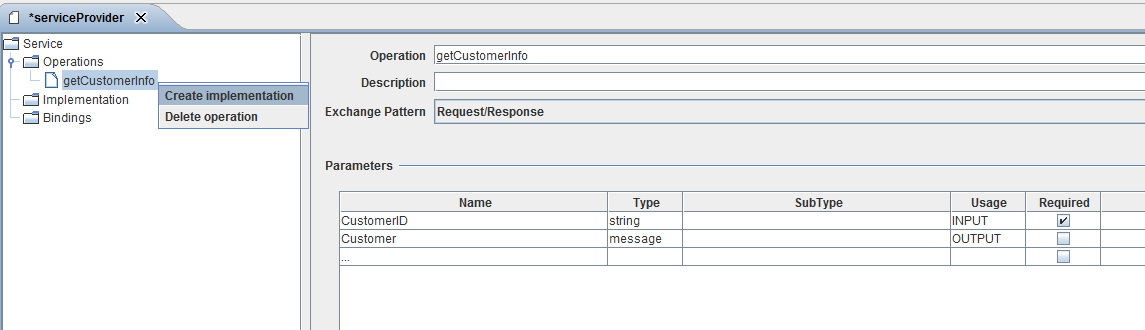 *serviceProvider
Service
Operations
getCustomerInfo
Create implementation
Delete operation
Implementation
Bindings
Operation getCustomerInfo
Description
Exchange Pattern Request/Response
Parameters
Name Type SubType Usage Required
CustomerID string INPUT
Customer message OUTPUT
...